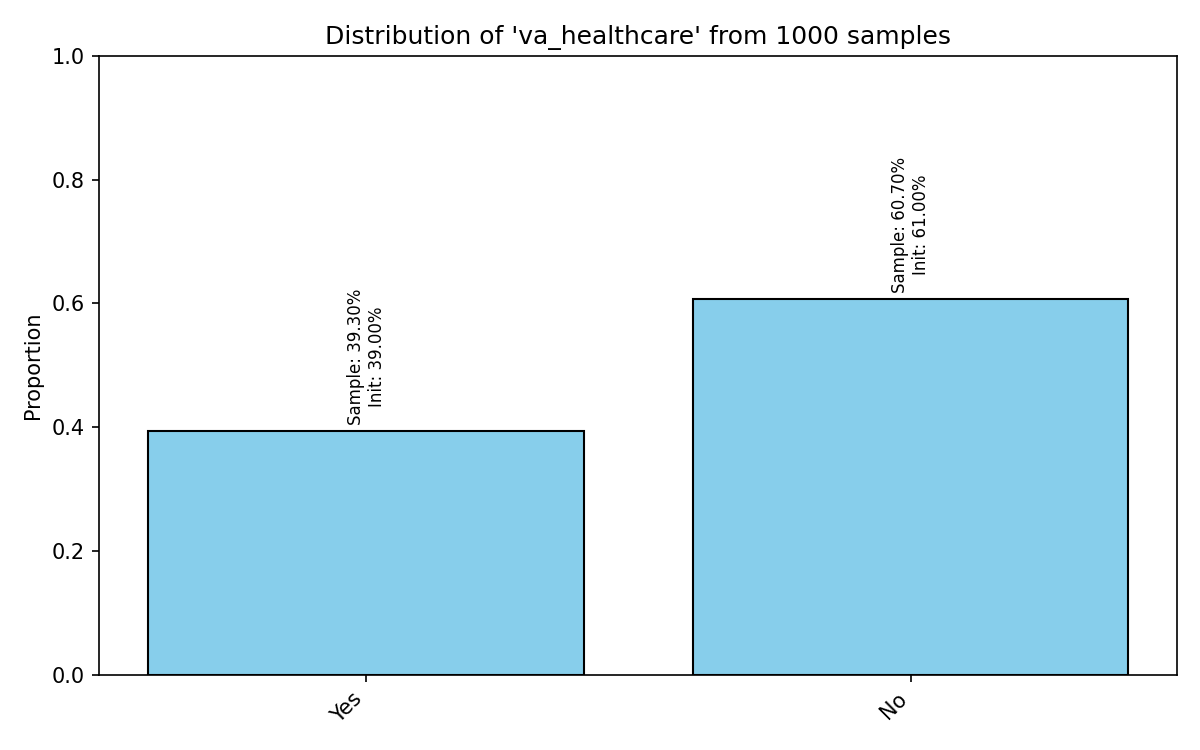 Distribution of 'va_healthcare' from 1000 samples
Proportion
1.0
0.8
0.6
0.4
0.2
0.0
Sample: 39.30%
Init: 39.00%
Sample: 60.70%
Init: 61.00%
Yes
No